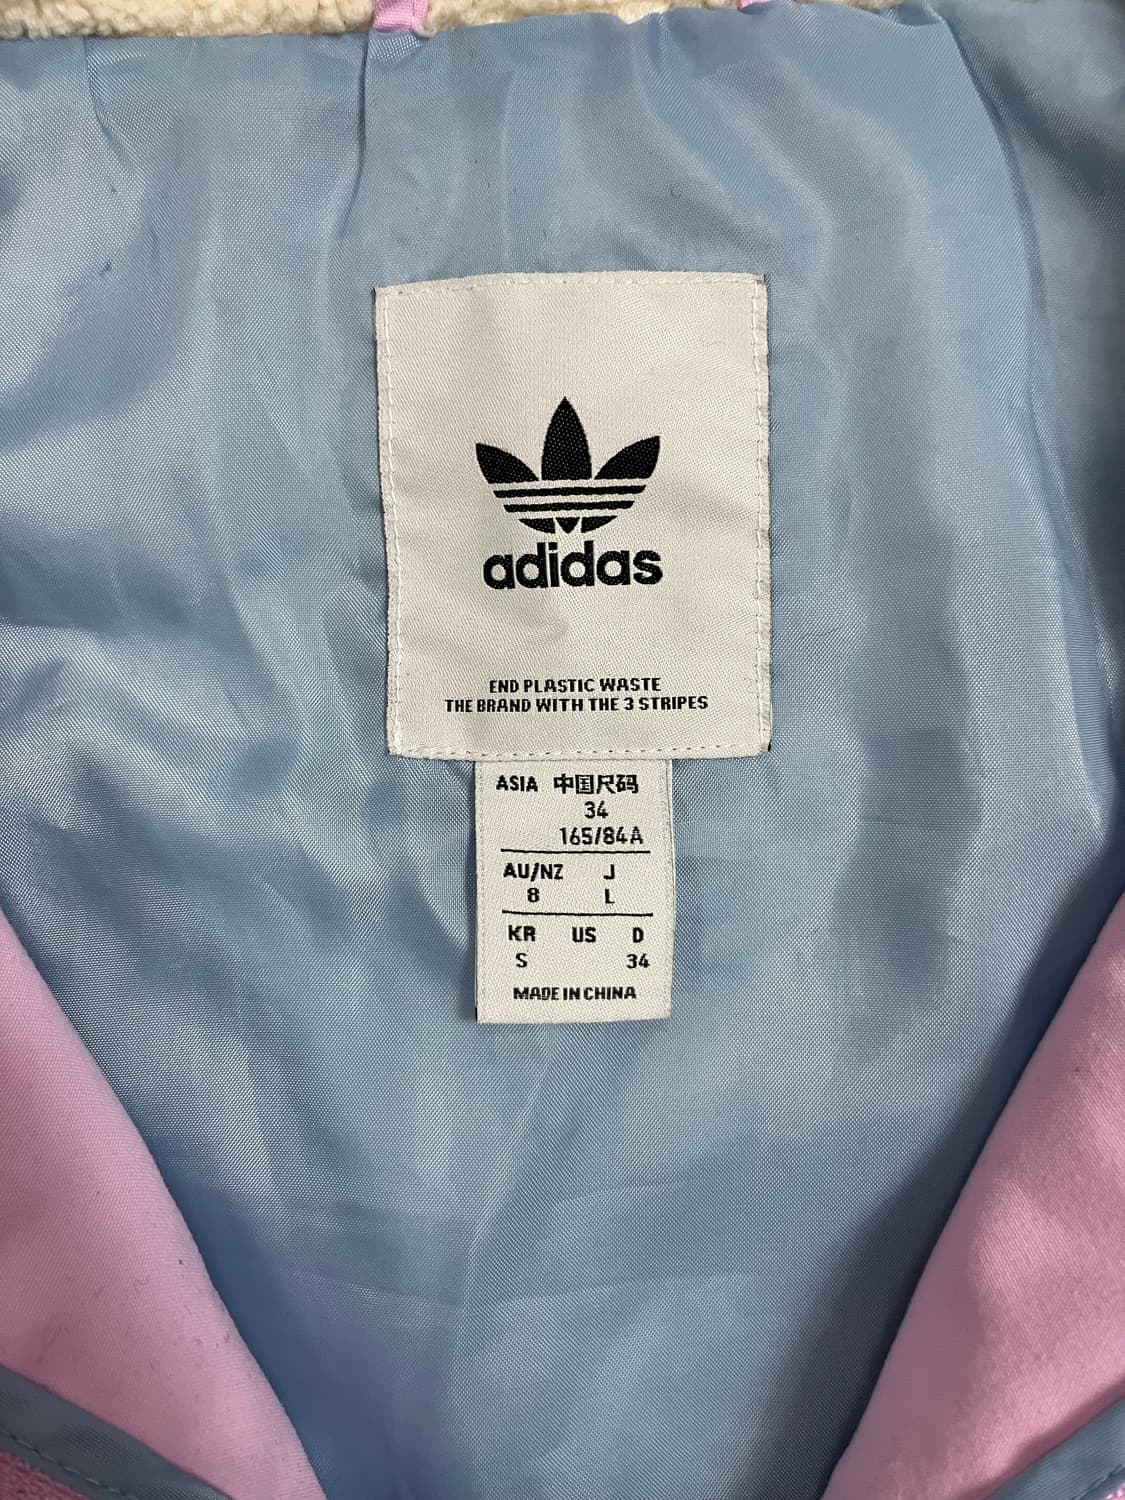 adidas
END PLASTIC WASTE
THE BRAND WITH THE 3 STRIPES
ASIA 中国尺码
34
165/84A
AU/NZ J
8 L
KR US D
S 34
MADE IN CHINA